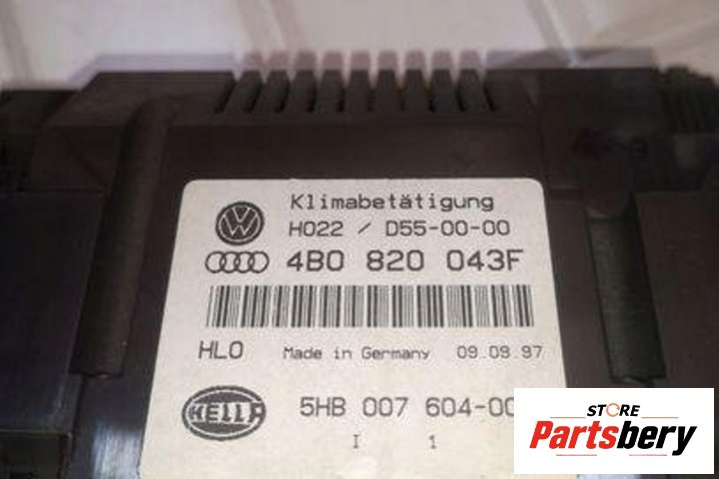 Klimabetätigung
H022 / D55-00-00
4B0 820 043F
HLO Made in Germany 09.09.97
HELLA 5HB 007 604-00
I 1
STORE
Partsbery